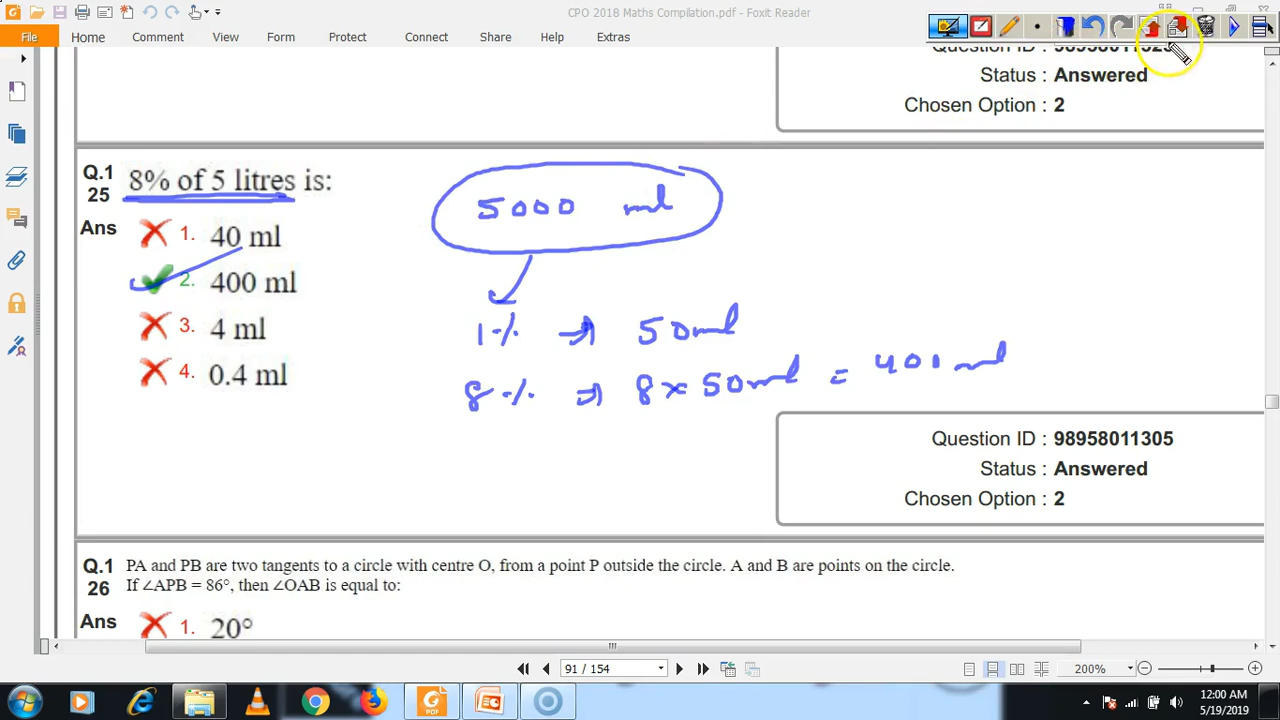 CPO 2018 Maths Compilation.pdf - Foxit Reader
File Home Comment View Form Protect Connect Share Help Extras
Status : Answered
Chosen Option : 2
Q.1 25 8% of 5 litres is:
Ans 1. 40 ml
2. 400 ml
3. 4 ml
4. 0.4 ml
5000 ml
1% → 50ml
8% → 8 x 50ml = 400 ml
Question ID : 98958011305
Status : Answered
Chosen Option : 2
Q.1 26 PA and PB are two tangents to a circle with centre O, from a point P outside the circle. A and B are points on the circle.
If ∠APB = 86°, then ∠OAB is equal to:
Ans 1. 20°
91 / 154
200%
PDF
12:00 AM
5/19/2019